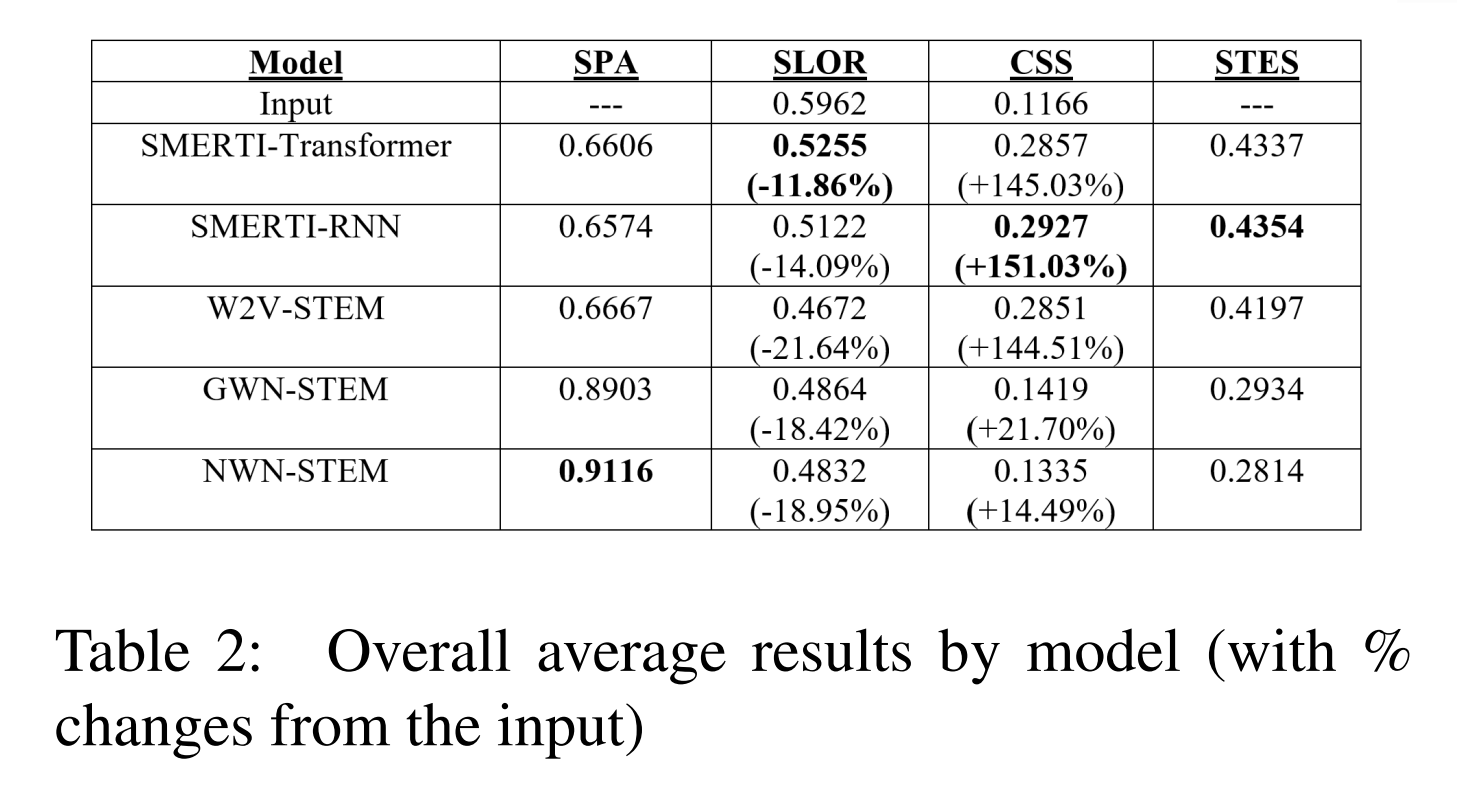 Model SPA SLOR CSS STES
Input --- 0.5962 0.1166 ---
SMERTI-Transformer 0.6606 0.5255 0.2857 0.4337
(-11.86%) (+145.03%)
SMERTI-RNN 0.6574 0.5122 0.2927 0.4354
(-14.09%) (+151.03%)
W2V-STEM 0.6667 0.4672 0.2851 0.4197
(-21.64%) (+144.51%)
GWN-STEM 0.8903 0.4864 0.1419 0.2934
(-18.42%) (+21.70%)
NWN-STEM 0.9116 0.4832 0.1335 0.2814
(-18.95%) (+14.49%)
Table 2: Overall average results by model (with %
changes from the input)